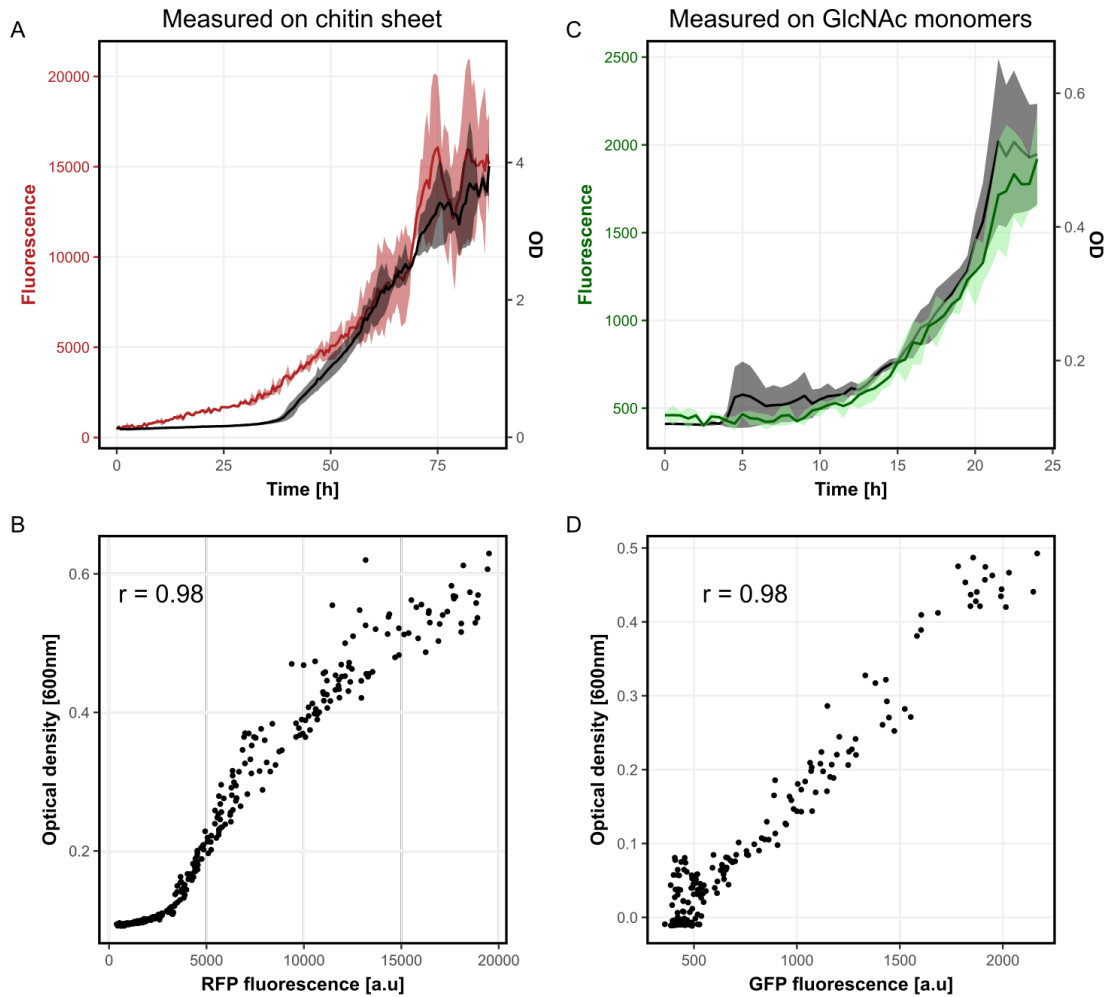 A
Measured on chitin sheet
20000
15000
10000
5000
0
Fluorescence
4
2
0
OD
0
25
50
75
Time [h]
C
Measured on GlcNAc monomers
2500
2000
1500
1000
500
Fluorescence
0.6
0.4
0.2
OD
0
5
10
15
20
25
Time [h]
B
r = 0.98
0.6
0.4
0.2
Optical density [600nm]
0
5000
10000
15000
20000
RFP fluorescence [a.u]
D
r = 0.98
0.5
0.4
0.3
0.2
0.1
0.0
Optical density [600nm]
500
1000
1500
2000
GFP fluorescence [a.u]